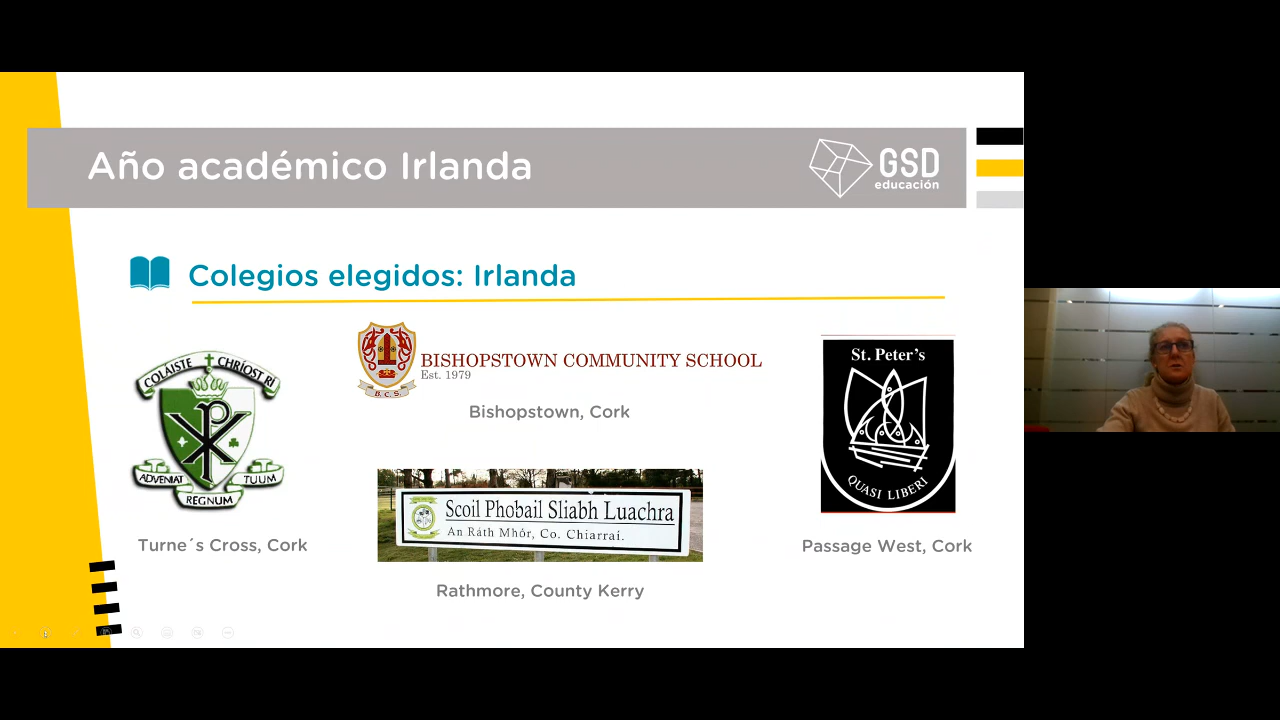 Año académico Irlanda
GSD
educación
Colegios elegidos: Irlanda
COLAISTE CHRÍOST RI
ADVENIAT REGNUM TUUM
Turne´s Cross, Cork
BISHOPSTOWN COMMUNITY SCHOOL
Est. 1979
B.C.S.
Bishopstown, Cork
Scoil Phobail Sliabh Luachra
An Ráth Mhór, Co. Chiarraí.
Rathmore, County Kerry
St. Peter's
QUASI LIBERI
Passage West, Cork